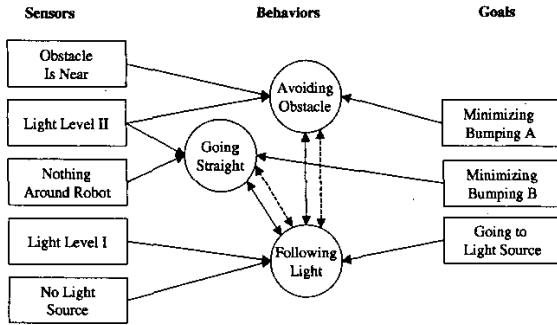 Sensors
Behaviors
Goals
Obstacle
Is Near
Light Level II
Nothing
Around Robot
Light Level I
No Light
Source
Avoiding
Obstacle
Going
Straight
Following
Light
Minimizing
Bumping A
Minimizing
Bumping B
Going to
Light Source